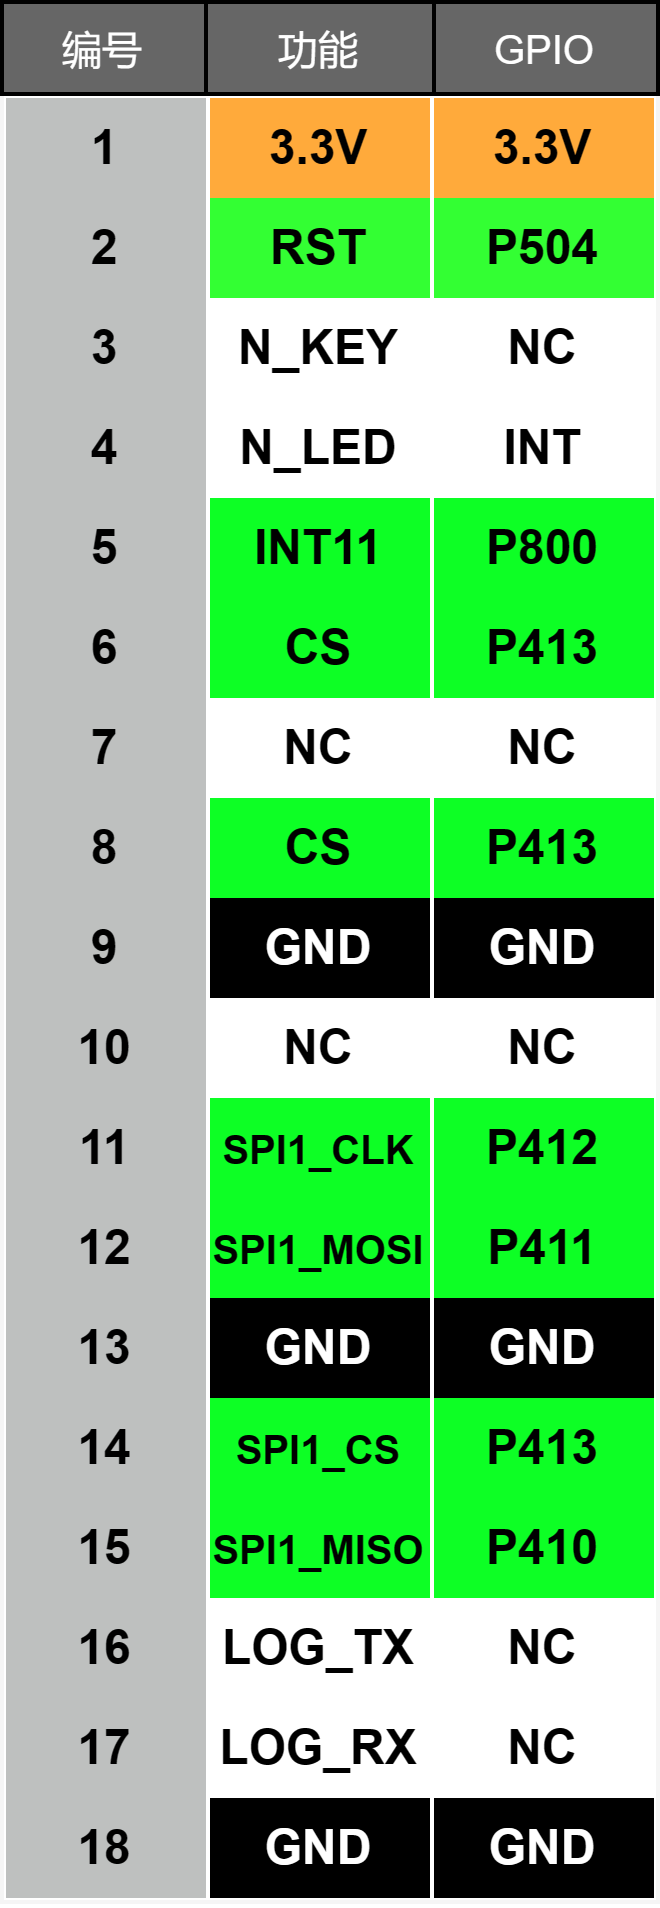 编号 功能 GPIO
1 3.3V 3.3V
2 RST P504
3 N_KEY NC
4 N_LED INT
5 INT11 P800
6 CS P413
7 NC NC
8 CS P413
9 GND GND
10 NC NC
11 SPI1_CLK P412
12 SPI1_MOSI P411
13 GND GND
14 SPI1_CS P413
15 SPI1_MISO P410
16 LOG_TX NC
17 LOG_RX NC
18 GND GND